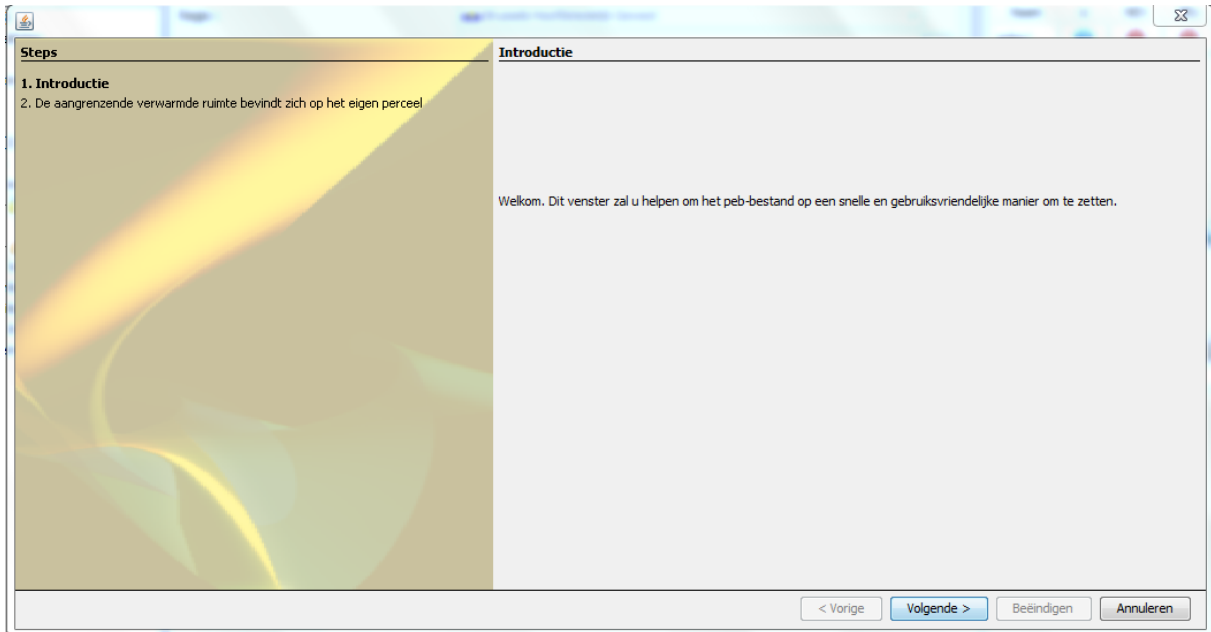 Steps
1. Introductie
2. De aangrenzende verwarmde ruimte bevindt zich op het eigen perceel
Introductie
Welkom. Dit venster zal u helpen om het peb-bestand op een snelle en gebruiksvriendelijke manier om te zetten.
< Vorige
Volgende >
Beëindigen
Annuleren